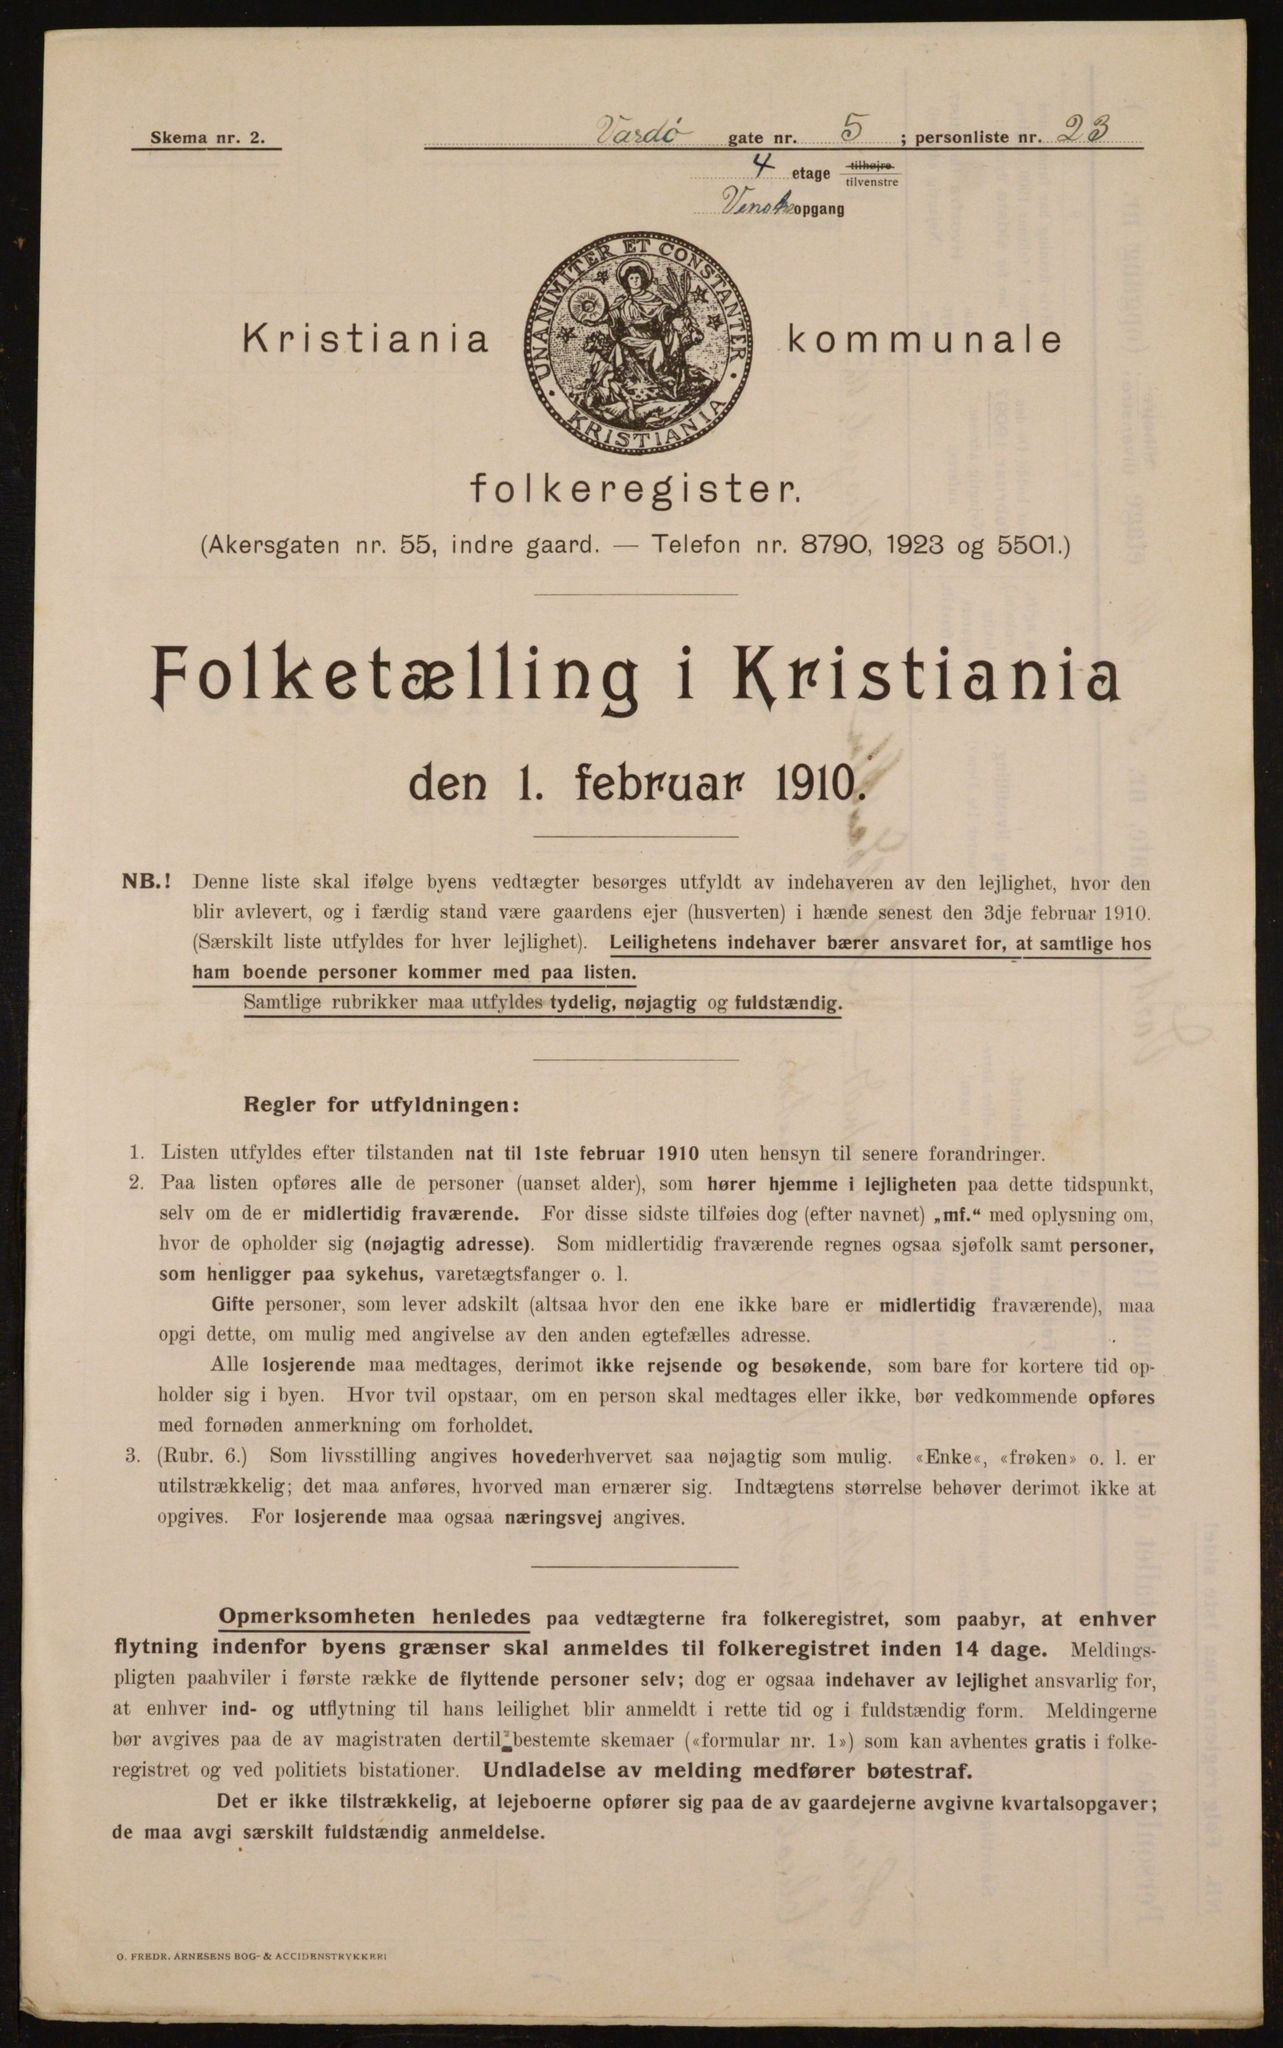 Skema nr. 2.
Vardø gate nr. 5 ; personliste nr. 23
4 etage tilhøjre
tilvenstre
Venstre opgang
UNANIMITER ET CONSTANTER
KRISTIANIA
Kristiania kommunale
folkeregister.
(Akersgaten nr. 55, indre gaard. — Telefon nr. 8790, 1923 og 5501.)
Folketælling i Kristiania
den 1. februar 1910.
NB.! Denne liste skal ifølge byens vedtægter besørges utfyldt av indehaveren av den lejlighet, hvor den
blir avlevert, og i færdig stand være gaardens ejer (husverten) i hænde senest den 3dje februar 1910.
(Særskilt liste utfyldes for hver lejlighet). Leilighetens indehaver bærer ansvaret for, at samtlige hos
ham boende personer kommer med paa listen.
Samtlige rubrikker maa utfyldes tydelig, nøjagtig og fuldstændig.
Regler for utfyldningen:
1. Listen utfyldes efter tilstanden nat til 1ste februar 1910 uten hensyn til senere forandringer.
2. Paa listen opføres alle de personer (uanset alder), som hører hjemme i lejligheten paa dette tidspunkt,
selv om de er midlertidig fraværende. For disse sidste tilføies dog (efter navnet) „mf.“ med oplysning om,
hvor de opholder sig (nøjagtig adresse). Som midlertidig fraværende regnes ogsaa sjøfolk samt personer,
som henligger paa sykehus, varetægtsfanger o. l.
Gifte personer, som lever adskilt (altsaa hvor den ene ikke bare er midlertidig fraværende), maa
opgi dette, om mulig med angivelse av den anden egtefælles adresse.
Alle losjerende maa medtages, derimot ikke rejsende og besøkende, som bare for kortere tid op-
holder sig i byen. Hvor tvil opstaar, om en person skal medtages eller ikke, bør vedkommende opføres
med fornøden anmerkning om forholdet.
3. (Rubr. 6.) Som livsstilling angives hovederhvervet saa nøjagtig som mulig. «Enke«, «frøken» o. l. er
utilstrækkelig; det maa anføres, hvorved man ernærer sig. Indtægtens størrelse behøver derimot ikke at
opgives. For losjerende maa ogsaa næringsvej angives.
Opmerksomheten henledes paa vedtægterne fra folkeregistret, som paabyr, at enhver
flytning indenfor byens grænser skal anmeldes til folkeregistret inden 14 dage. Meldings-
pligten paahviler i første række de flyttende personer selv; dog er ogsaa indehaver av lejlighet ansvarlig for,
at enhver ind- og utflytning til hans leilighet blir anmeldt i rette tid og i fuldstændig form. Meldingerne
bør avgives paa de av magistraten dertil bestemte skemaer («formular nr. 1») som kan avhentes gratis i folke-
registret og ved politiets bistationer. Undladelse av melding medfører bøtestraf.
Det er ikke tilstrækkelig, at lejeboerne opfører sig paa de av gaardejerne avgivne kvartalsopgaver;
de maa avgi særskilt fuldstændig anmeldelse.
O. FREDR. ARNESENS BOG- & ACCIDENSTRYKKERI